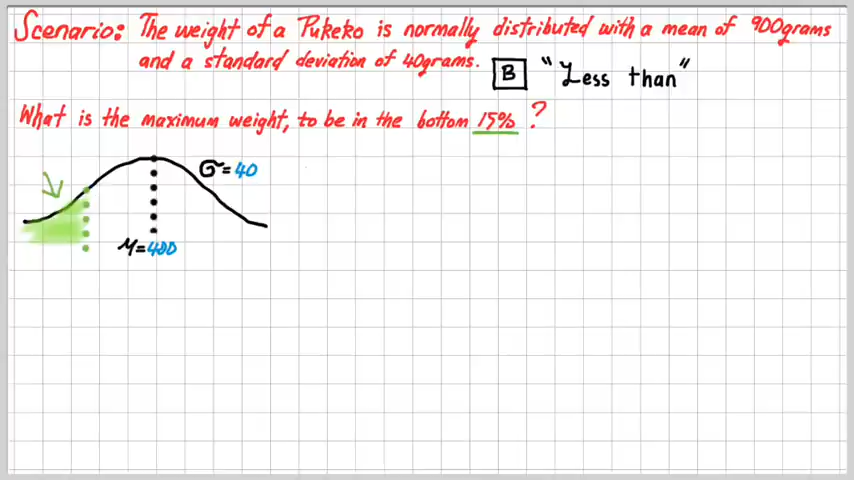 Scenario: The weight of a Pukeko is normally distributed with a mean of 900grams
and a standard deviation of 40grams. B "Less than"
What is the maximum weight, to be in the bottom 15%?
σ=40
μ=400